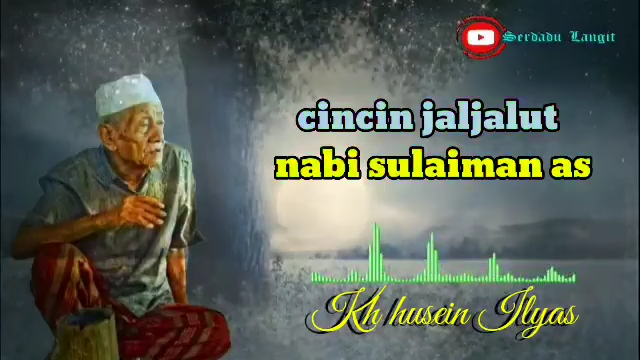 Serdadu Langit
cincin jaljalut
nabi sulaiman as
Kh husein Ilyas